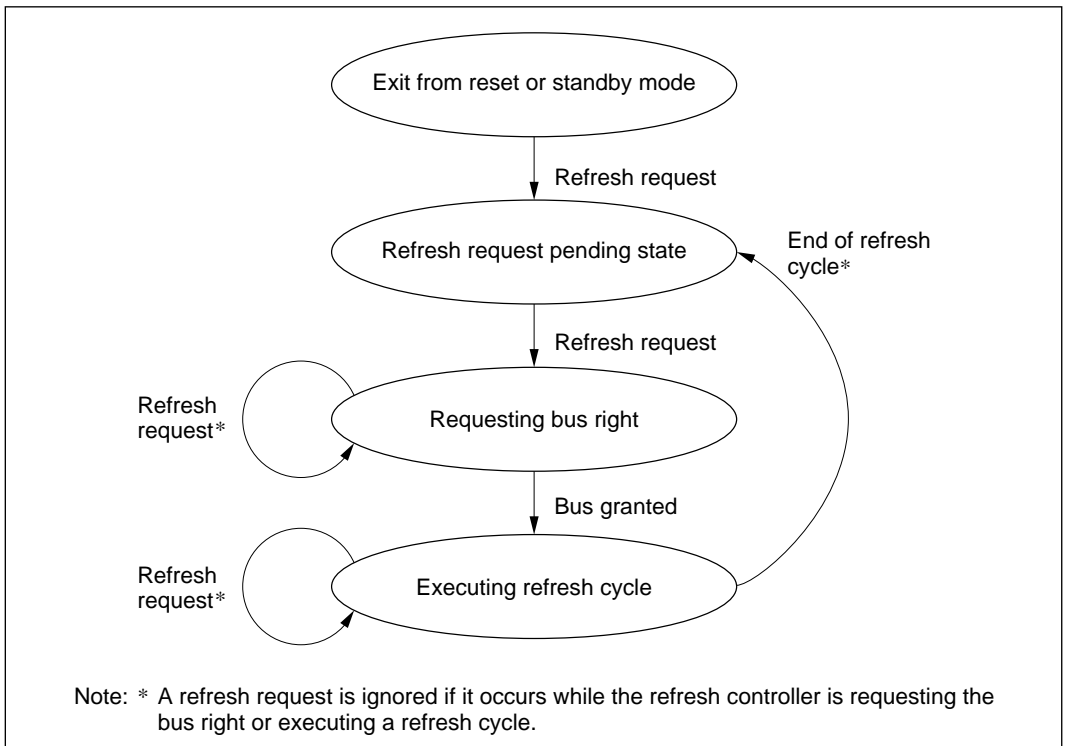 Exit from reset or standby mode
Refresh request
Refresh request pending state
End of refresh
cycle*
Refresh request
Refresh
request*
Requesting bus right
Bus granted
Refresh
request*
Executing refresh cycle
Note: * A refresh request is ignored if it occurs while the refresh controller is requesting the
bus right or executing a refresh cycle.